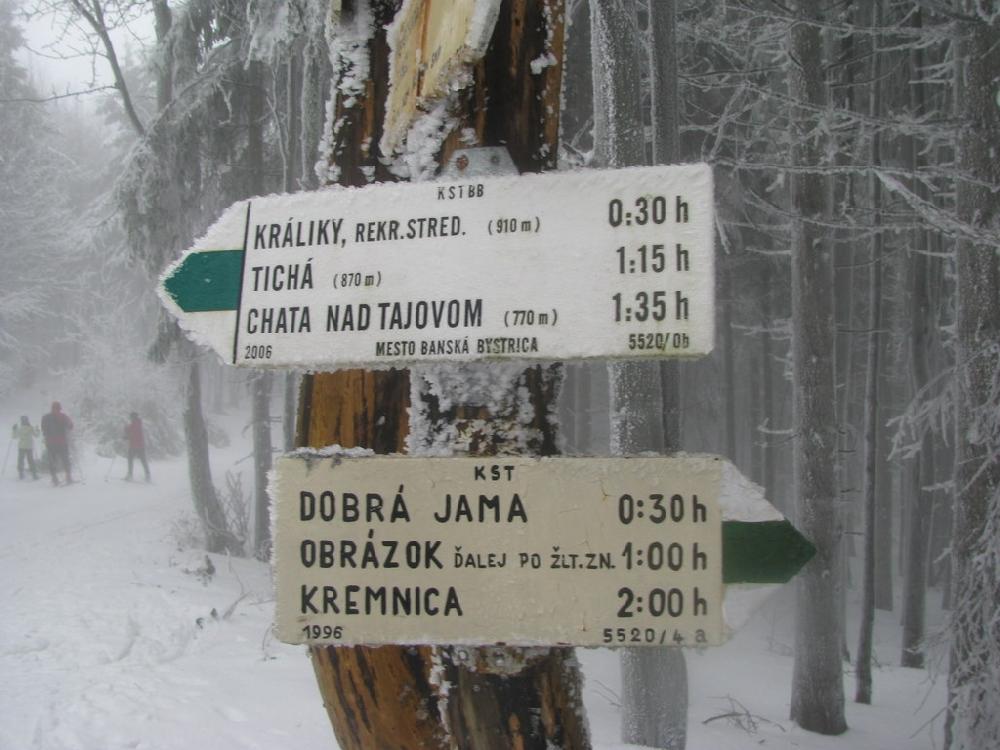 KSTBB
KRÁLIKY, REKR.STRED. (910 m) 0:30 h
TICHÁ (870 m) 1:15 h
CHATA NAD TAJOVOM (770 m) 1:35 h
2006 MESTO BANSKÁ BYSTRICA 5520/0b
KST
DOBRÁ JAMA 0:30 h
OBRÁZOK ĎALEJ PO ŽLT.ZN. 1:00 h
KREMNICA 2:00 h
1996 5520/4 a